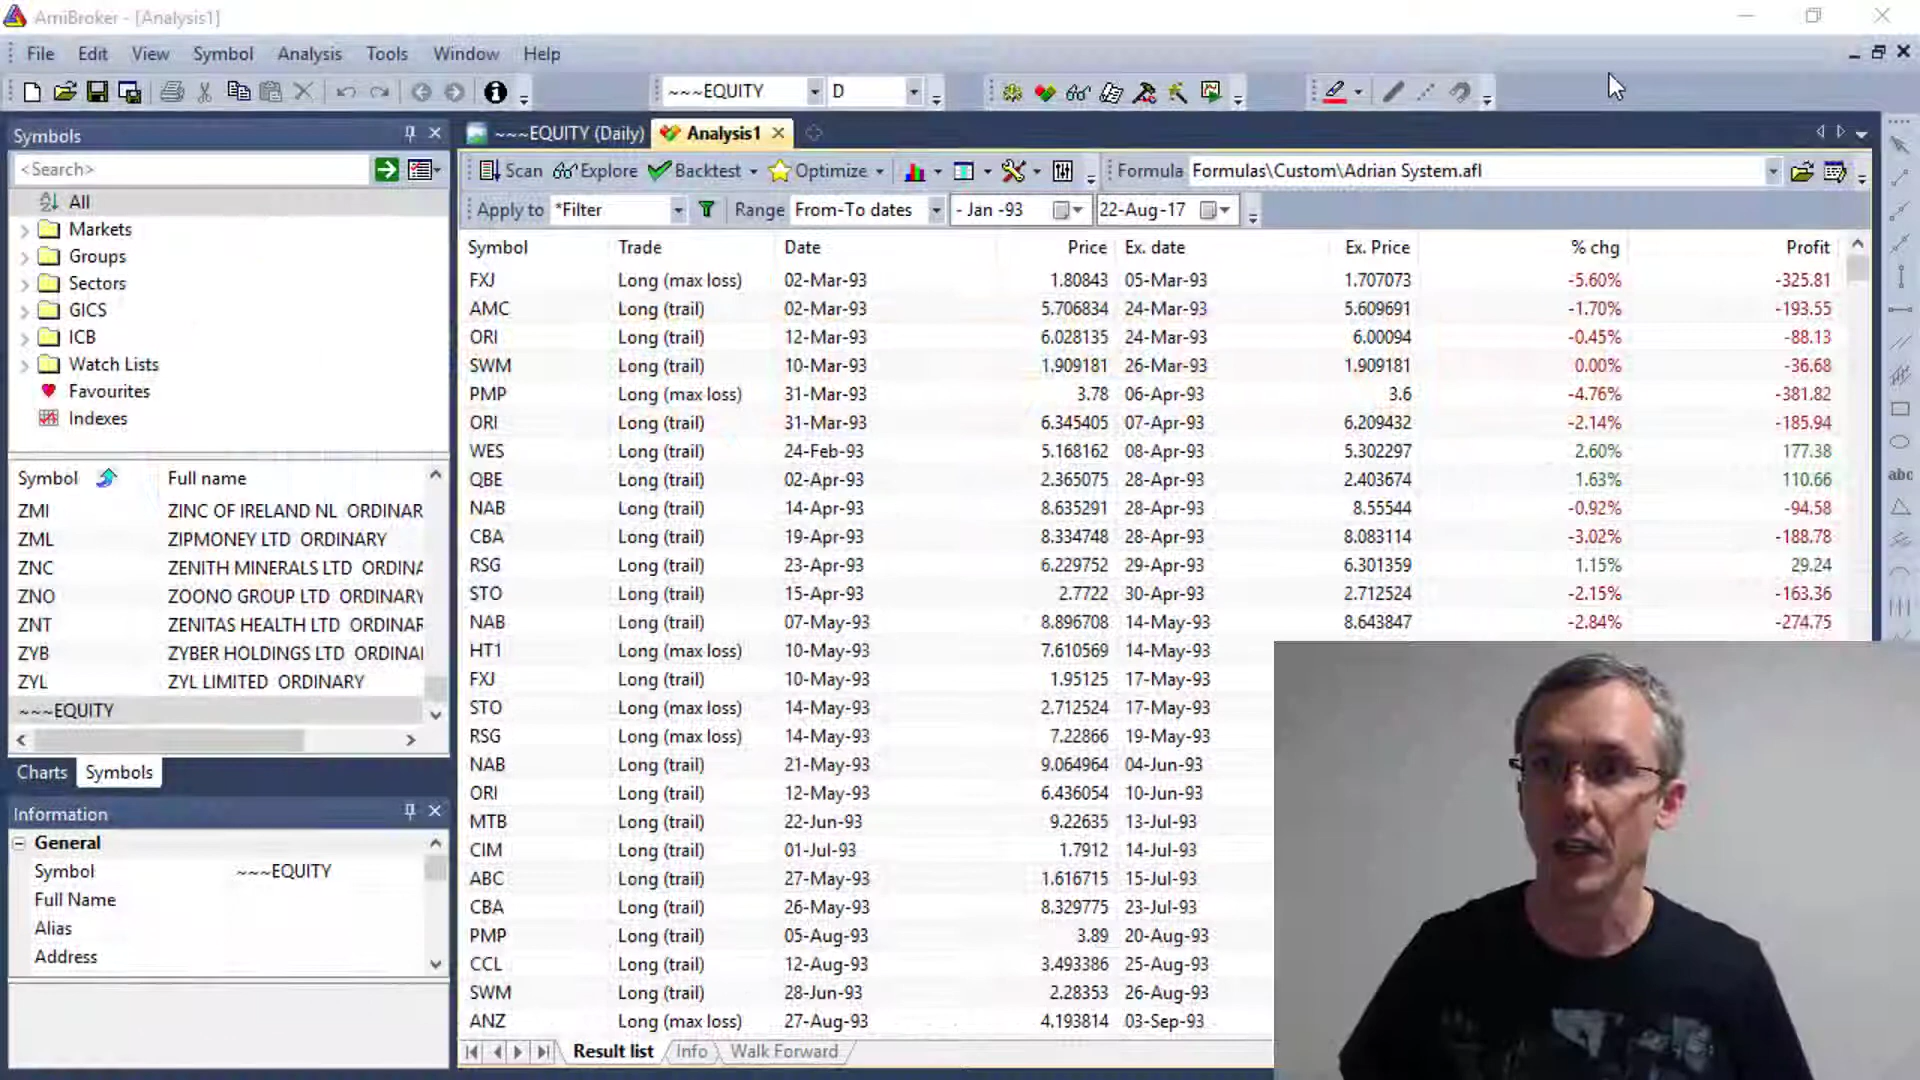 AmiBroker - [Analysis1]
File Edit View Symbol Analysis Tools Window Help
~~~EQUITY D
Symbols
~~~EQUITY (Daily) Analysis1
<Search>
Scan Explore Backtest Optimize Formula Formulas\Custom\Adrian System.afl
Apply to *Filter Range From-To dates - Jan -93 22-Aug-17
All
Markets
Groups
Sectors
GICS
ICB
Watch Lists
Favourites
Indexes
Symbol Full name
ZMI ZINC OF IRELAND NL ORDINAR
ZML ZIPMONEY LTD ORDINARY
ZNC ZENITH MINERALS LTD ORDINA
ZNO ZOONO GROUP LTD ORDINARY
ZNT ZENITAS HEALTH LTD ORDINAR
ZYB ZYBER HOLDINGS LTD ORDINAI
ZYL ZYL LIMITED ORDINARY
~~~EQUITY
Charts Symbols
Information
General
Symbol ~~~EQUITY
Full Name
Alias
Address
Symbol Trade Date Price Ex. date Ex. Price % chg Profit
FXJ Long (max loss) 02-Mar-93 1.80843 05-Mar-93 1.707073 -5.60% -325.81
AMC Long (trail) 02-Mar-93 5.706834 24-Mar-93 5.609691 -1.70% -193.55
ORI Long (trail) 12-Mar-93 6.028135 24-Mar-93 6.00094 -0.45% -88.13
SWM Long (trail) 10-Mar-93 1.909181 26-Mar-93 1.909181 0.00% -36.68
PMP Long (max loss) 31-Mar-93 3.78 06-Apr-93 3.6 -4.76% -381.82
ORI Long (trail) 31-Mar-93 6.345405 07-Apr-93 6.209432 -2.14% -185.94
WES Long (trail) 24-Feb-93 5.168162 08-Apr-93 5.302297 2.60% 177.38
QBE Long (trail) 02-Apr-93 2.365075 28-Apr-93 2.403674 1.63% 110.66
NAB Long (trail) 14-Apr-93 8.635291 28-Apr-93 8.55544 -0.92% -94.58
CBA Long (trail) 19-Apr-93 8.334748 28-Apr-93 8.083114 -3.02% -188.78
RSG Long (trail) 23-Apr-93 6.229752 29-Apr-93 6.301359 1.15% 29.24
STO Long (trail) 15-Apr-93 2.7722 30-Apr-93 2.712524 -2.15% -163.36
NAB Long (trail) 07-May-93 8.896708 14-May-93 8.643847 -2.84% -274.75
HT1 Long (max loss) 10-May-93 7.610569 14-May-93
FXJ Long (trail) 10-May-93 1.95125 17-May-93
STO Long (max loss) 14-May-93 2.712524 17-May-93
RSG Long (max loss) 14-May-93 7.22866 19-May-93
NAB Long (trail) 21-May-93 9.064964 04-Jun-93
ORI Long (trail) 12-May-93 6.436054 10-Jun-93
MTB Long (trail) 22-Jun-93 9.22635 13-Jul-93
CIM Long (trail) 01-Jul-93 1.7912 14-Jul-93
ABC Long (trail) 27-May-93 1.616715 15-Jul-93
CBA Long (trail) 26-May-93 8.329775 23-Jul-93
PMP Long (trail) 05-Aug-93 3.89 20-Aug-93
CCL Long (trail) 12-Aug-93 3.493386 25-Aug-93
SWM Long (trail) 28-Jun-93 2.28353 26-Aug-93
ANZ Long (max loss) 27-Aug-93 4.193814 03-Sep-93
Result list Info Walk Forward
abc